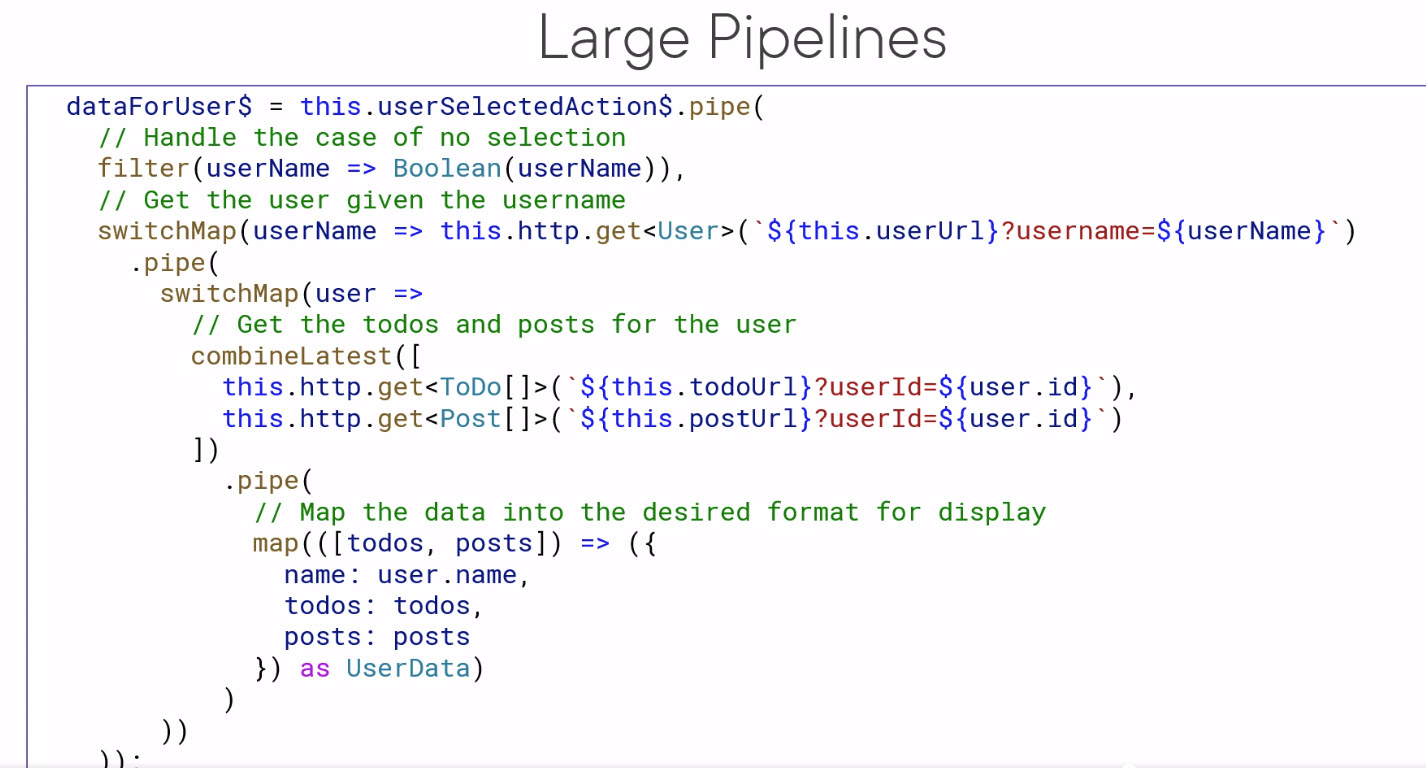 Large Pipelines
dataForUser$ = this.userSelectedAction$.pipe(
// Handle the case of no selection
filter(userName => Boolean(userName)),
// Get the user given the username
switchMap(userName => this.http.get<User>(`${this.userUrl}?username=${userName}`)
.pipe(
switchMap(user =>
// Get the todos and posts for the user
combineLatest([
this.http.get<ToDo[]>(`${this.todoUrl}?userId=${user.id}`),
this.http.get<Post[]>(`${this.postUrl}?userId=${user.id}`)
])
.pipe(
// Map the data into the desired format for display
map(([todos, posts]) => ({
name: user.name,
todos: todos,
posts: posts
}) as UserData)
)
))
));